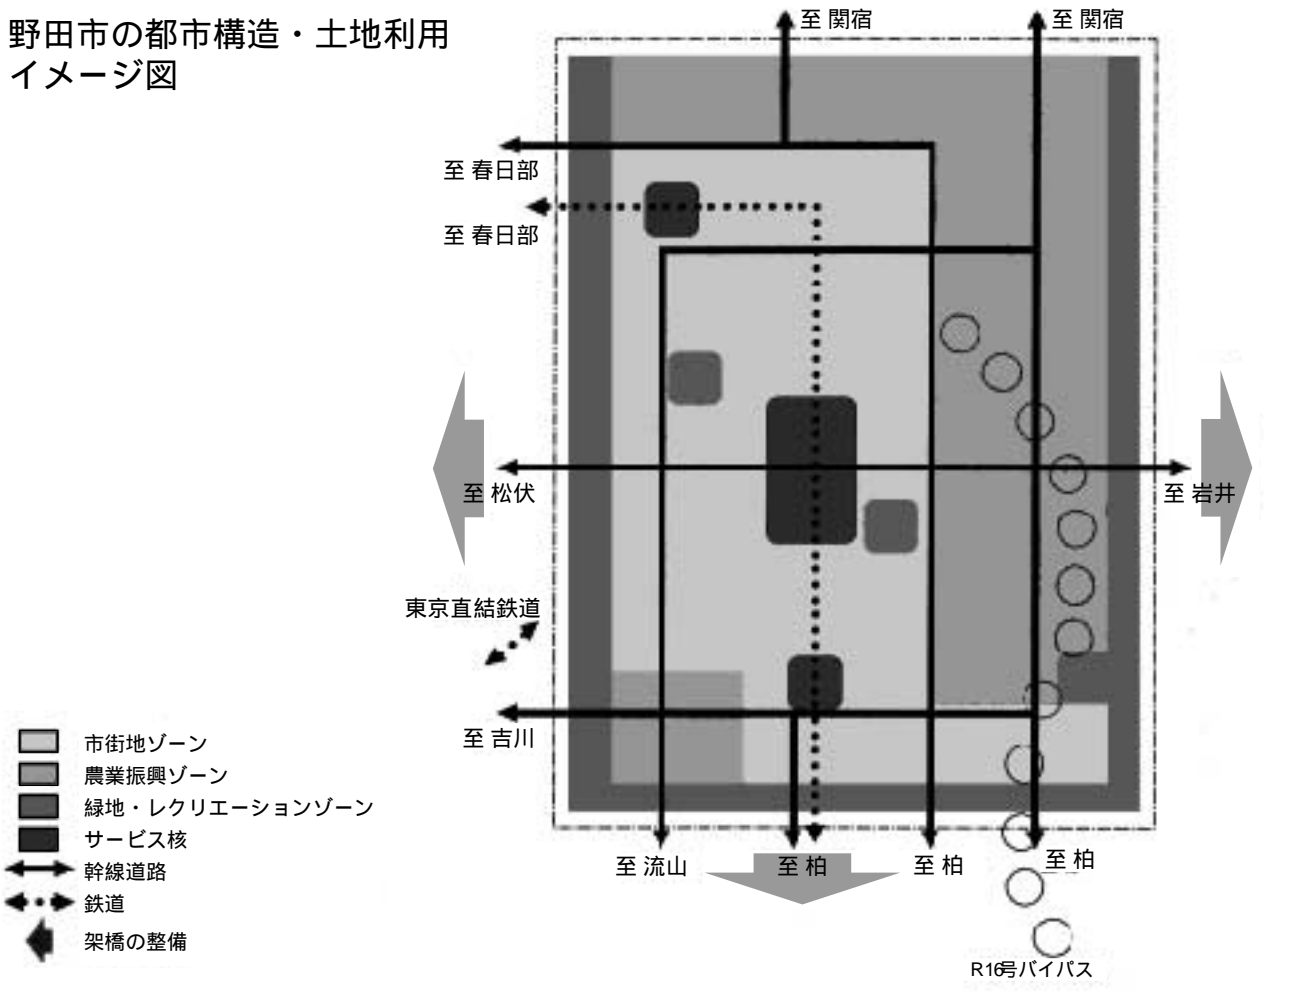 野田市の都市構造・土地利用
イメージ図
至 関宿
至 関宿
至 春日部
至 春日部
至 松伏
至 岩井
東京直結鉄道
至 吉川
市街地ゾーン
農業振興ゾーン
緑地・レクリエーションゾーン
サービス核
幹線道路
鉄道
架橋の整備
至 流山
至 柏
至 柏
至 柏
R16号バイパス